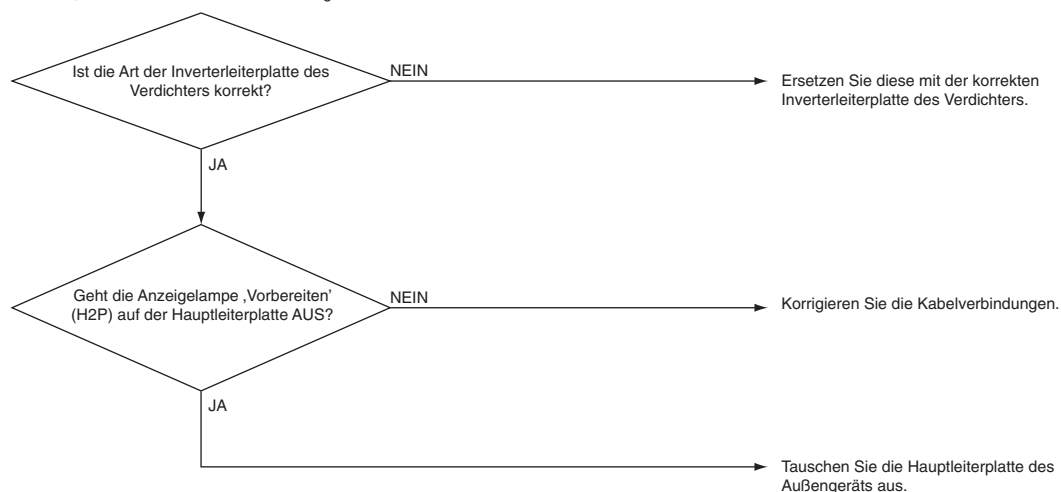 Ist die Art der Inverterleiterplatte des
Verdichters korrekt?
NEIN
Ersetzen Sie diese mit der korrekten
Inverterleiterplatte des Verdichters.
JA
Geht die Anzeigelampe ‚Vorbereiten’
(H2P) auf der Hauptleiterplatte AUS?
NEIN
Korrigieren Sie die Kabelverbindungen.
JA
Tauschen Sie die Hauptleiterplatte des
Außengeräts aus.